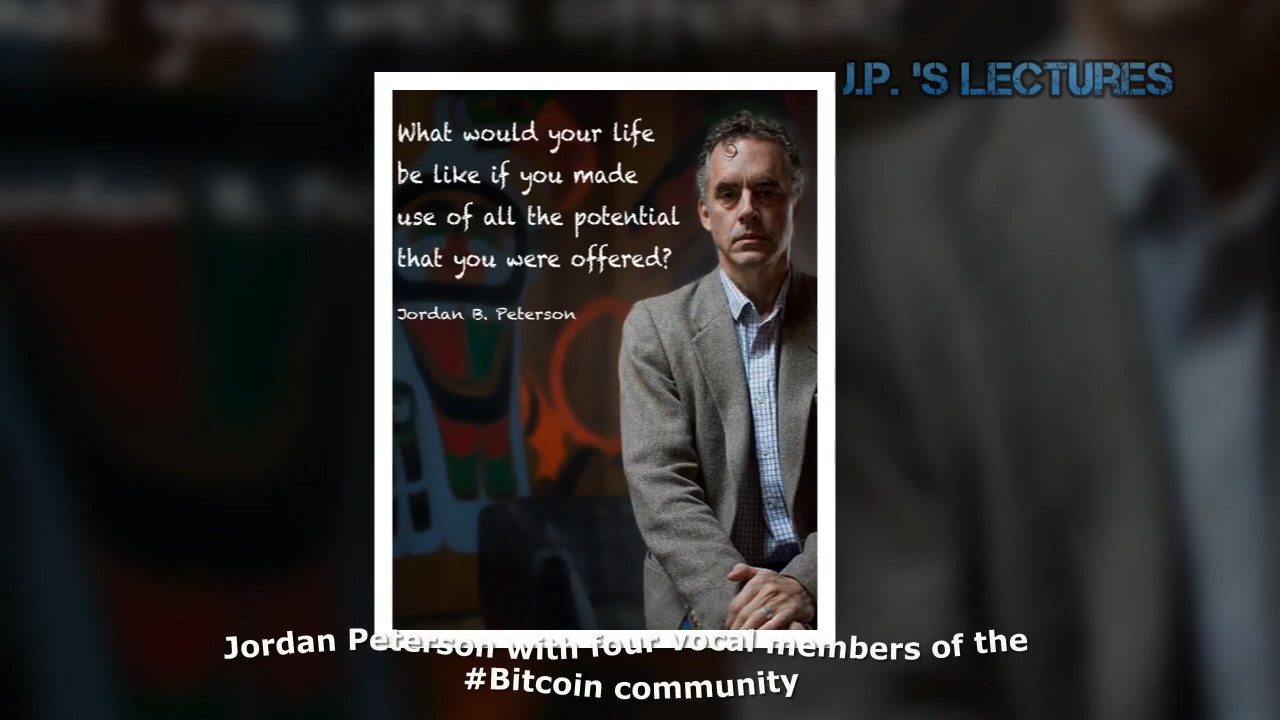 J.P. 'S LECTURES
What would your life
be like if you made
use of all the potential
that you were offered?
Jordan B. Peterson
Jordan Peterson with four vocal members of the
#Bitcoin community